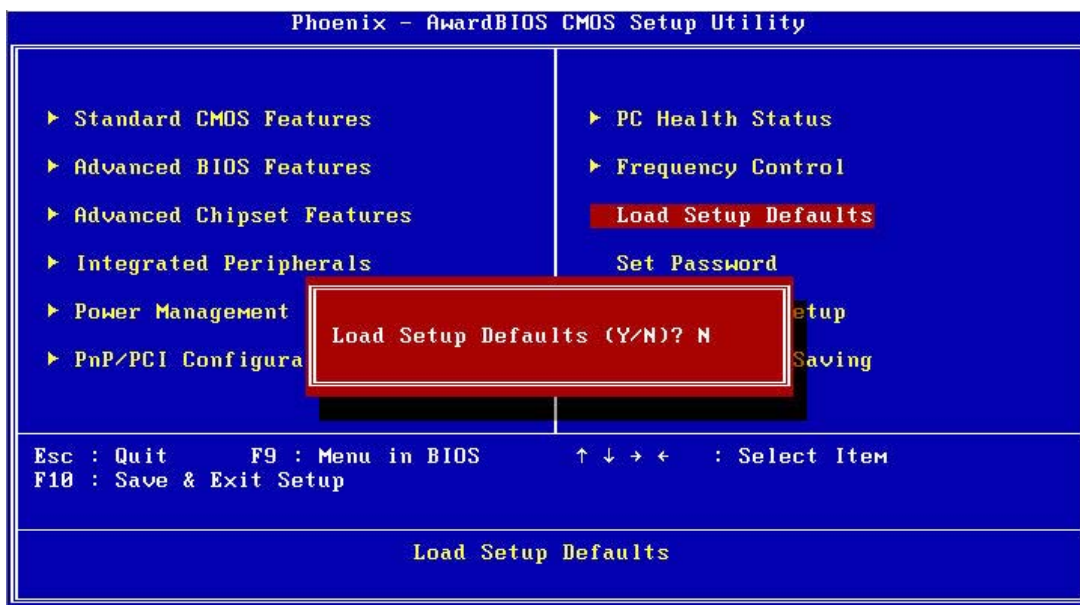 Phoenix - AwardBIOS CMOS Setup Utility
Standard CMOS Features
Advanced BIOS Features
Advanced Chipset Features
Integrated Peripherals
Power Management
PnP/PCI Configura
PC Health Status
Frequency Control
Load Setup Defaults
Set Password
etup
Saving
Load Setup Defaults (Y/N)? N
Esc : Quit F9 : Menu in BIOS ↑ ↓ → ← : Select Item
F10 : Save & Exit Setup
Load Setup Defaults